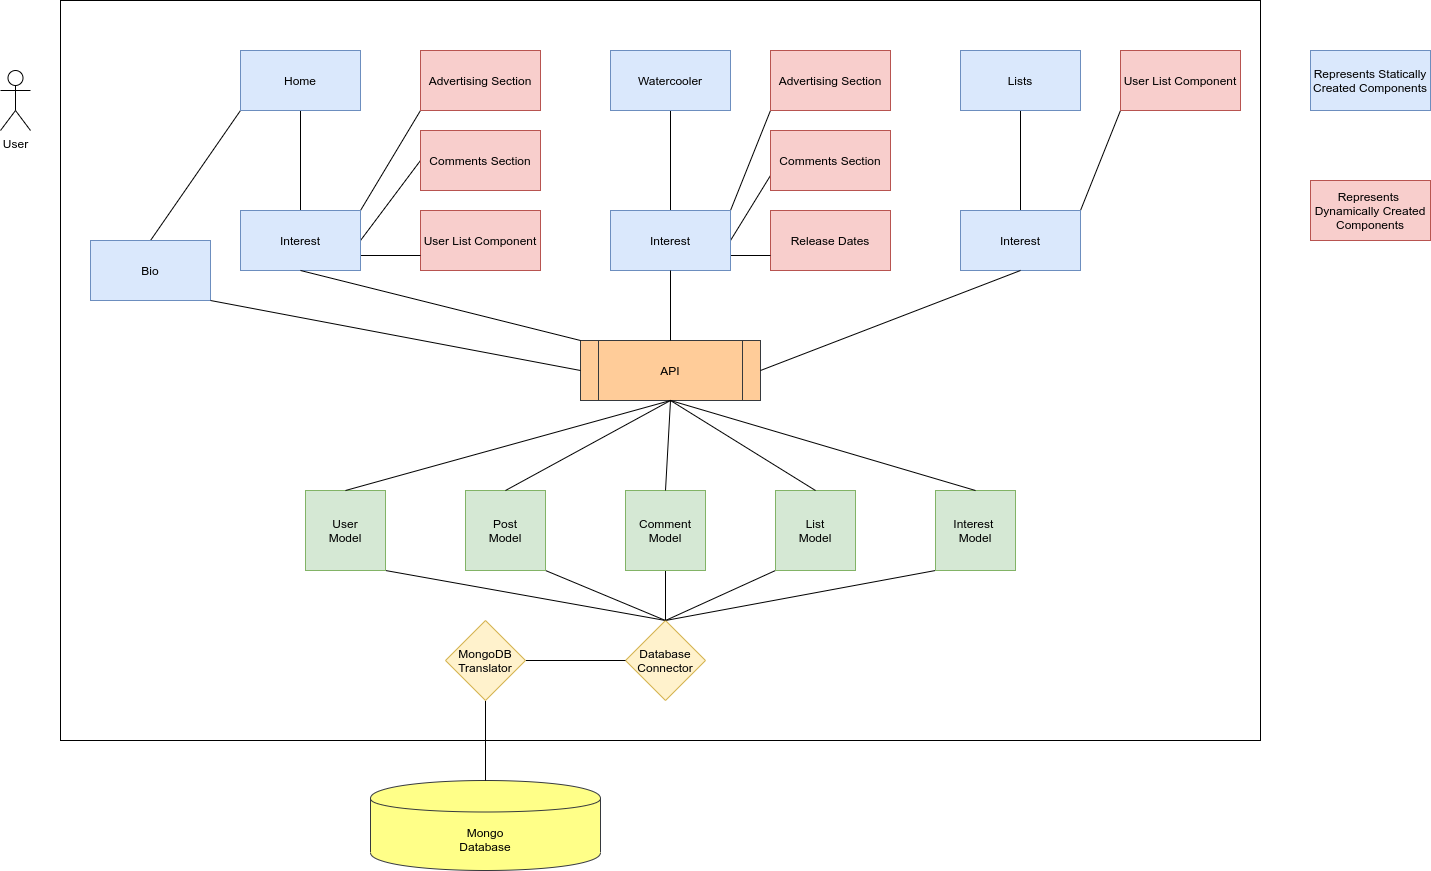 Home
Advertising Section
Watercooler
Advertising Section
Lists
User List Component
Represents Statically
Created Components
User
Comments Section
Comments Section
Represents
Dynamically Created
Components
Interest
User List Component
Interest
Release Dates
Interest
Bio
API
User
Model
Post
Model
Comment
Model
List
Model
Interest
Model
MongoDB
Translator
Database
Connector
Mongo
Database